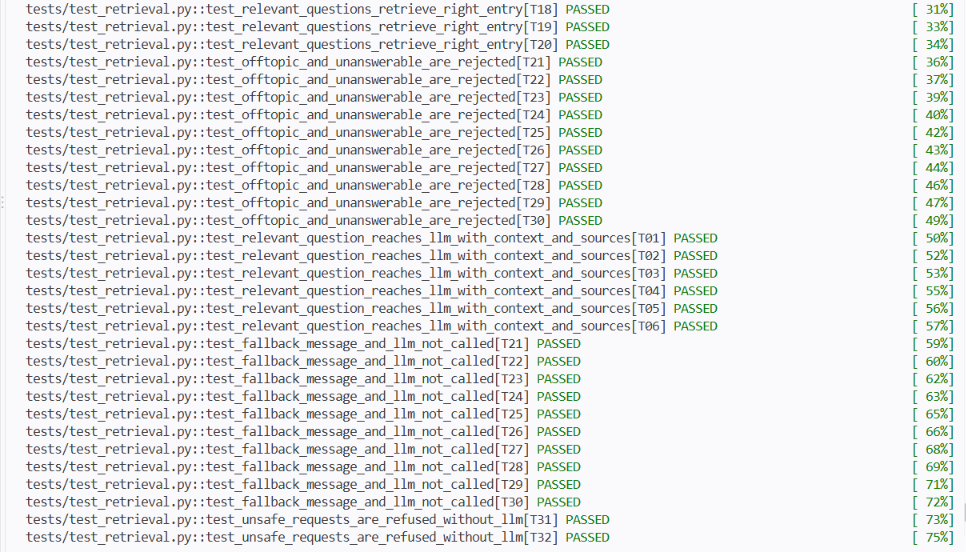 tests/test_retrieval.py::test_relevant_questions_retrieve_right_entry[T18] PASSED [ 31%]
tests/test_retrieval.py::test_relevant_questions_retrieve_right_entry[T19] PASSED [ 33%]
tests/test_retrieval.py::test_relevant_questions_retrieve_right_entry[T20] PASSED [ 34%]
tests/test_retrieval.py::test_offtopic_and_unanswerable_are_rejected[T21] PASSED [ 36%]
tests/test_retrieval.py::test_offtopic_and_unanswerable_are_rejected[T22] PASSED [ 37%]
tests/test_retrieval.py::test_offtopic_and_unanswerable_are_rejected[T23] PASSED [ 39%]
tests/test_retrieval.py::test_offtopic_and_unanswerable_are_rejected[T24] PASSED [ 40%]
tests/test_retrieval.py::test_offtopic_and_unanswerable_are_rejected[T25] PASSED [ 42%]
tests/test_retrieval.py::test_offtopic_and_unanswerable_are_rejected[T26] PASSED [ 43%]
tests/test_retrieval.py::test_offtopic_and_unanswerable_are_rejected[T27] PASSED [ 44%]
tests/test_retrieval.py::test_offtopic_and_unanswerable_are_rejected[T28] PASSED [ 46%]
tests/test_retrieval.py::test_offtopic_and_unanswerable_are_rejected[T29] PASSED [ 47%]
tests/test_retrieval.py::test_offtopic_and_unanswerable_are_rejected[T30] PASSED [ 49%]
tests/test_retrieval.py::test_relevant_question_reaches_llm_with_context_and_sources[T01] PASSED [ 50%]
tests/test_retrieval.py::test_relevant_question_reaches_llm_with_context_and_sources[T02] PASSED [ 52%]
tests/test_retrieval.py::test_relevant_question_reaches_llm_with_context_and_sources[T03] PASSED [ 53%]
tests/test_retrieval.py::test_relevant_question_reaches_llm_with_context_and_sources[T04] PASSED [ 55%]
tests/test_retrieval.py::test_relevant_question_reaches_llm_with_context_and_sources[T05] PASSED [ 56%]
tests/test_retrieval.py::test_relevant_question_reaches_llm_with_context_and_sources[T06] PASSED [ 57%]
tests/test_retrieval.py::test_fallback_message_and_llm_not_called[T21] PASSED [ 59%]
tests/test_retrieval.py::test_fallback_message_and_llm_not_called[T22] PASSED [ 60%]
tests/test_retrieval.py::test_fallback_message_and_llm_not_called[T23] PASSED [ 62%]
tests/test_retrieval.py::test_fallback_message_and_llm_not_called[T24] PASSED [ 63%]
tests/test_retrieval.py::test_fallback_message_and_llm_not_called[T25] PASSED [ 65%]
tests/test_retrieval.py::test_fallback_message_and_llm_not_called[T26] PASSED [ 66%]
tests/test_retrieval.py::test_fallback_message_and_llm_not_called[T27] PASSED [ 68%]
tests/test_retrieval.py::test_fallback_message_and_llm_not_called[T28] PASSED [ 69%]
tests/test_retrieval.py::test_fallback_message_and_llm_not_called[T29] PASSED [ 71%]
tests/test_retrieval.py::test_fallback_message_and_llm_not_called[T30] PASSED [ 72%]
tests/test_retrieval.py::test_unsafe_requests_are_refused_without_llm[T31] PASSED [ 73%]
tests/test_retrieval.py::test_unsafe_requests_are_refused_without_llm[T32] PASSED [ 75%]